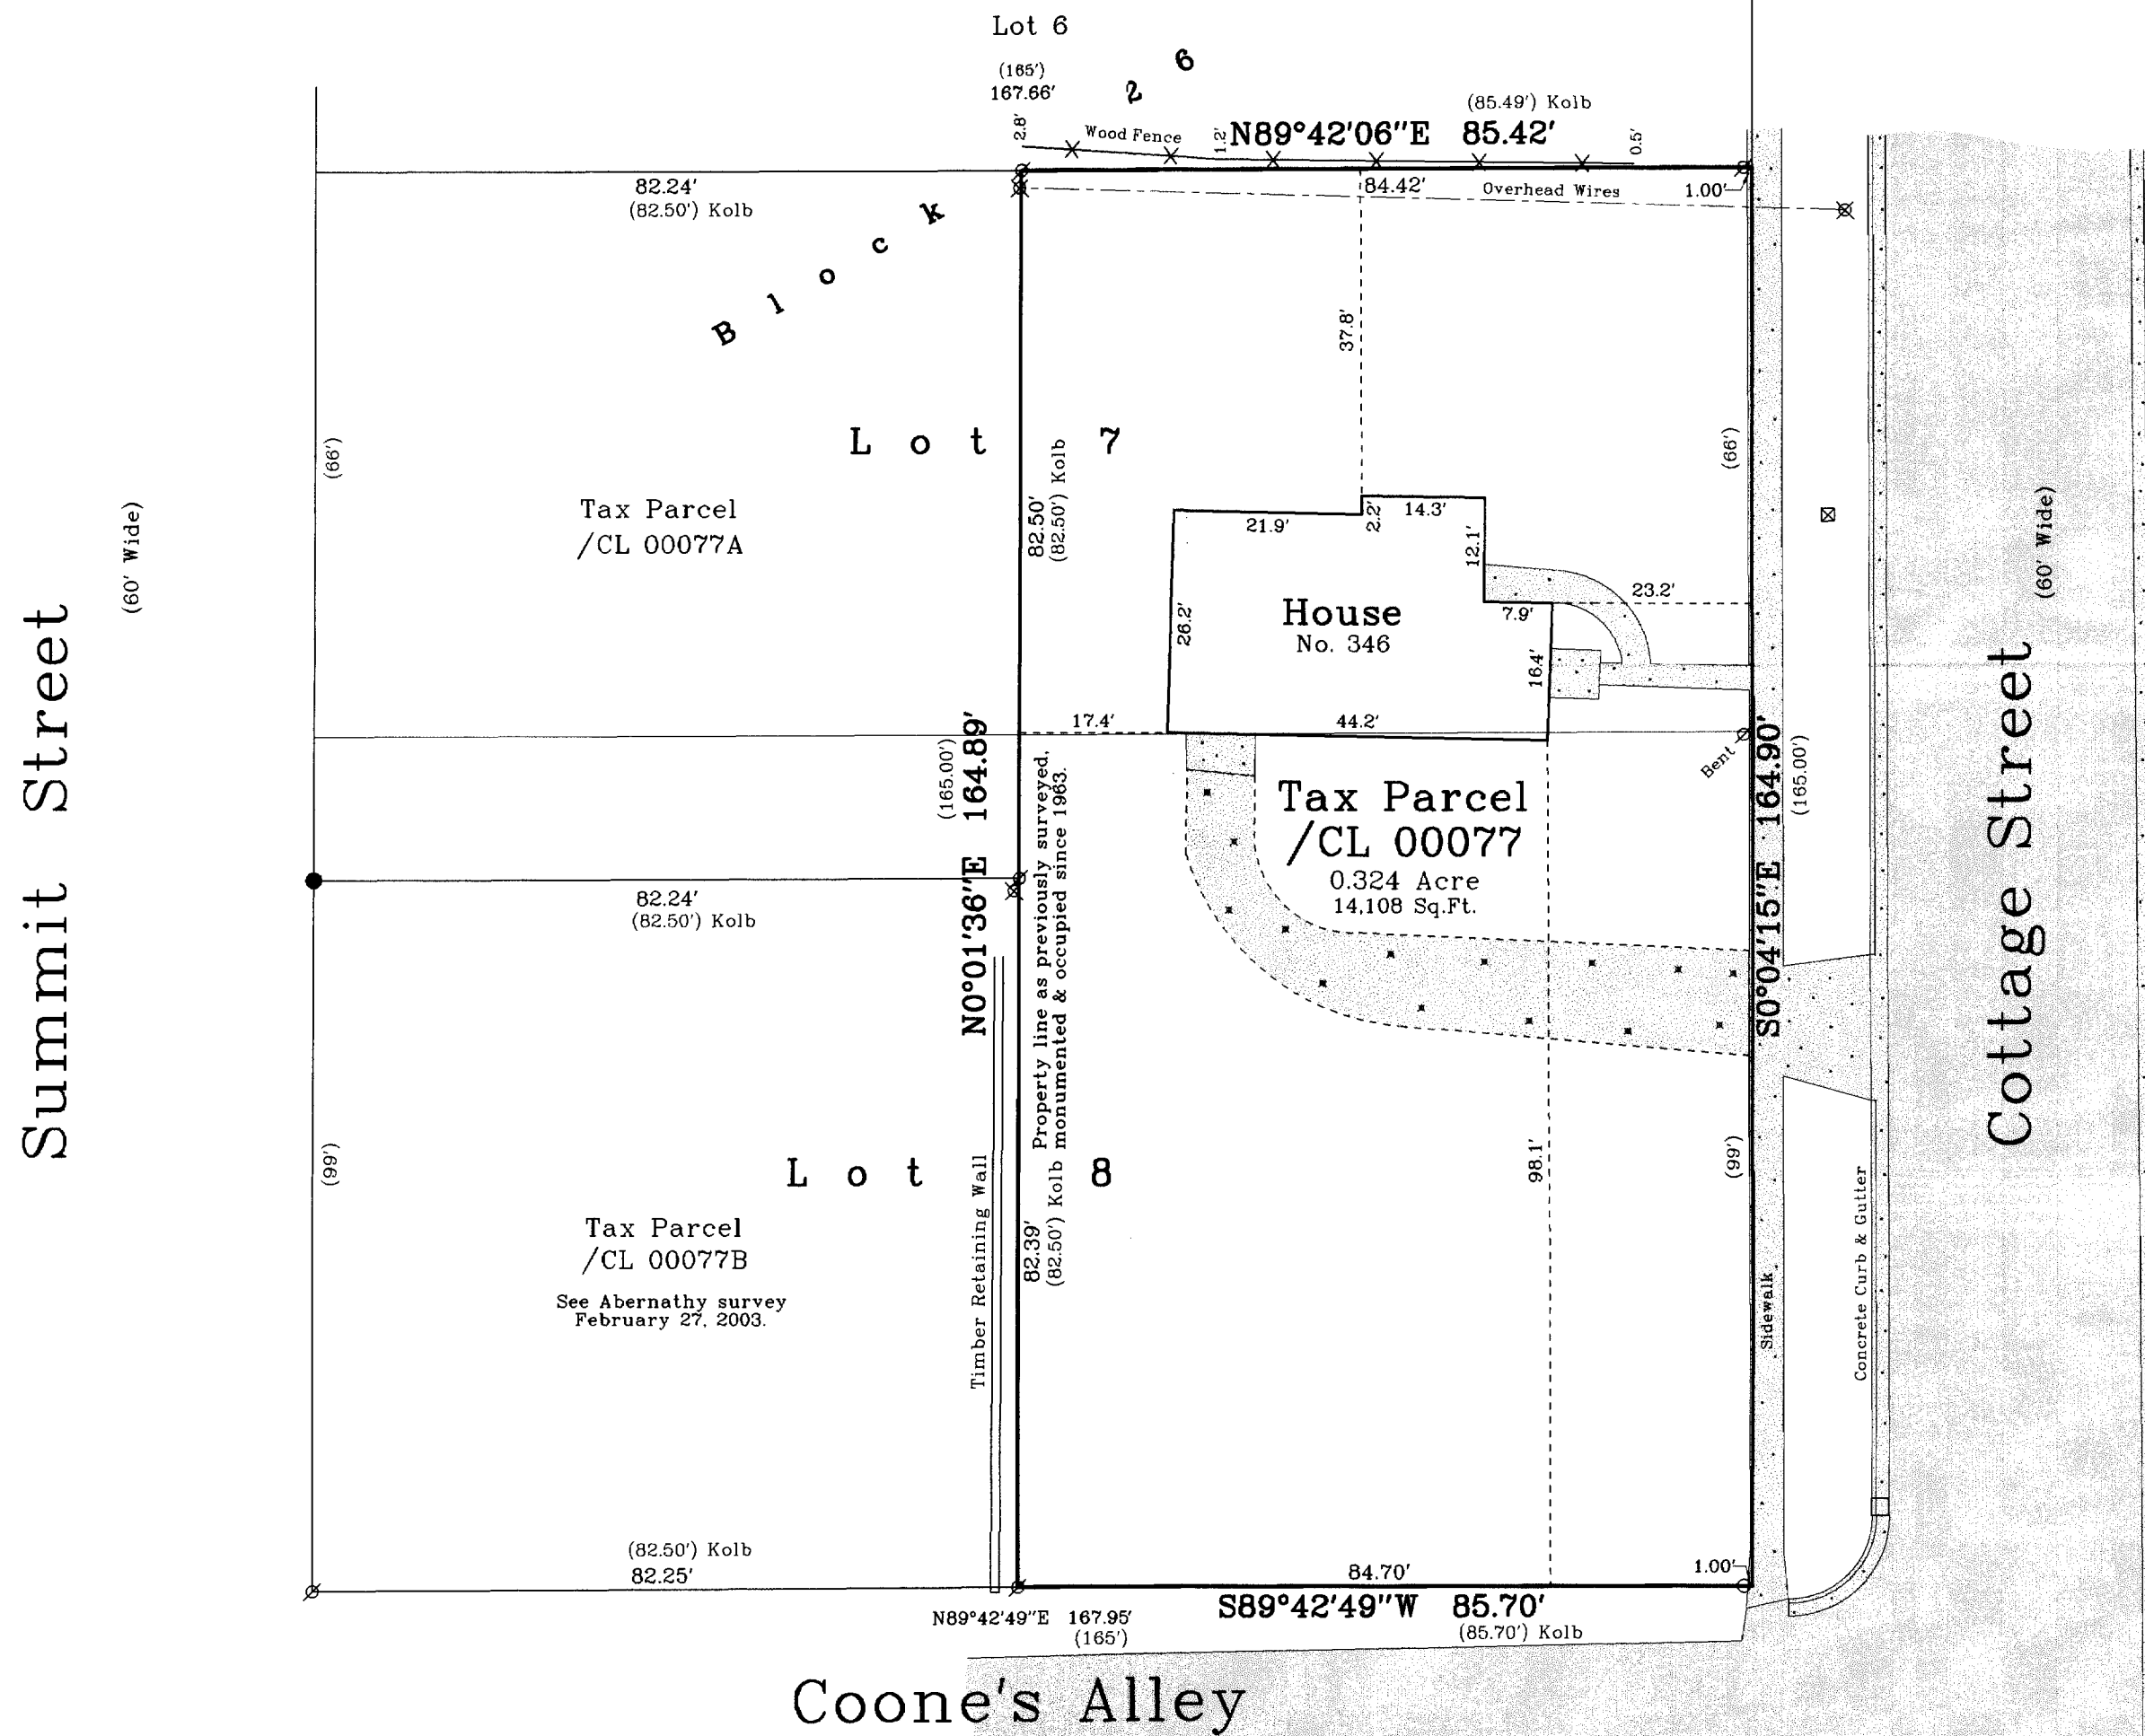 Lot 6
(165')
167.66'
2 6
(85.49') Kolb
2.8'
Wood Fence
1.2'
N89°42'06"E 85.42'
0.5'
82.24'
(82.50') Kolb
84.42'
Overhead Wires
1.00'
Block
37.8'
(66')
Lot 7
82.50'
(82.50') Kolb
(66')
Tax Parcel
/CL 00077A
(60' Wide)
Summit Street
21.9'
2.2'
14.3'
12.1'
House
No. 346
26.2'
7.9'
23.2'
16.4'
17.4'
44.2'
Bent
(60' Wide)
Cottage Street
N0°01'36"E 164.89'
(165.00')
S0°04'15"E 164.90'
(165.00')
Tax Parcel
/CL 00077
0.324 Acre
14,108 Sq.Ft.
82.24'
(82.50') Kolb
Property line as previously surveyed,
monumented & occupied since 1963.
(99')
Lot 8
98.1'
(99')
Timber Retaining Wall
82.39'
(82.50') Kolb
Tax Parcel
/CL 00077B
See Abernathy survey
February 27, 2003.
Sidewalk
Concrete Curb & Gutter
(82.50') Kolb
82.25'
84.70'
1.00'
N89°42'49"E 167.95'
(165')
S89°42'49"W 85.70'
(85.70') Kolb
Coone's Alley